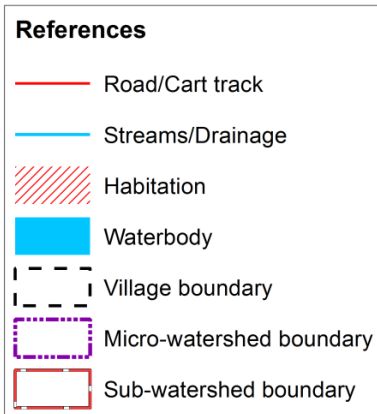 References
Road/Cart track
Streams/Drainage
Habitation
Waterbody
Village boundary
Micro-watershed boundary
Sub-watershed boundary